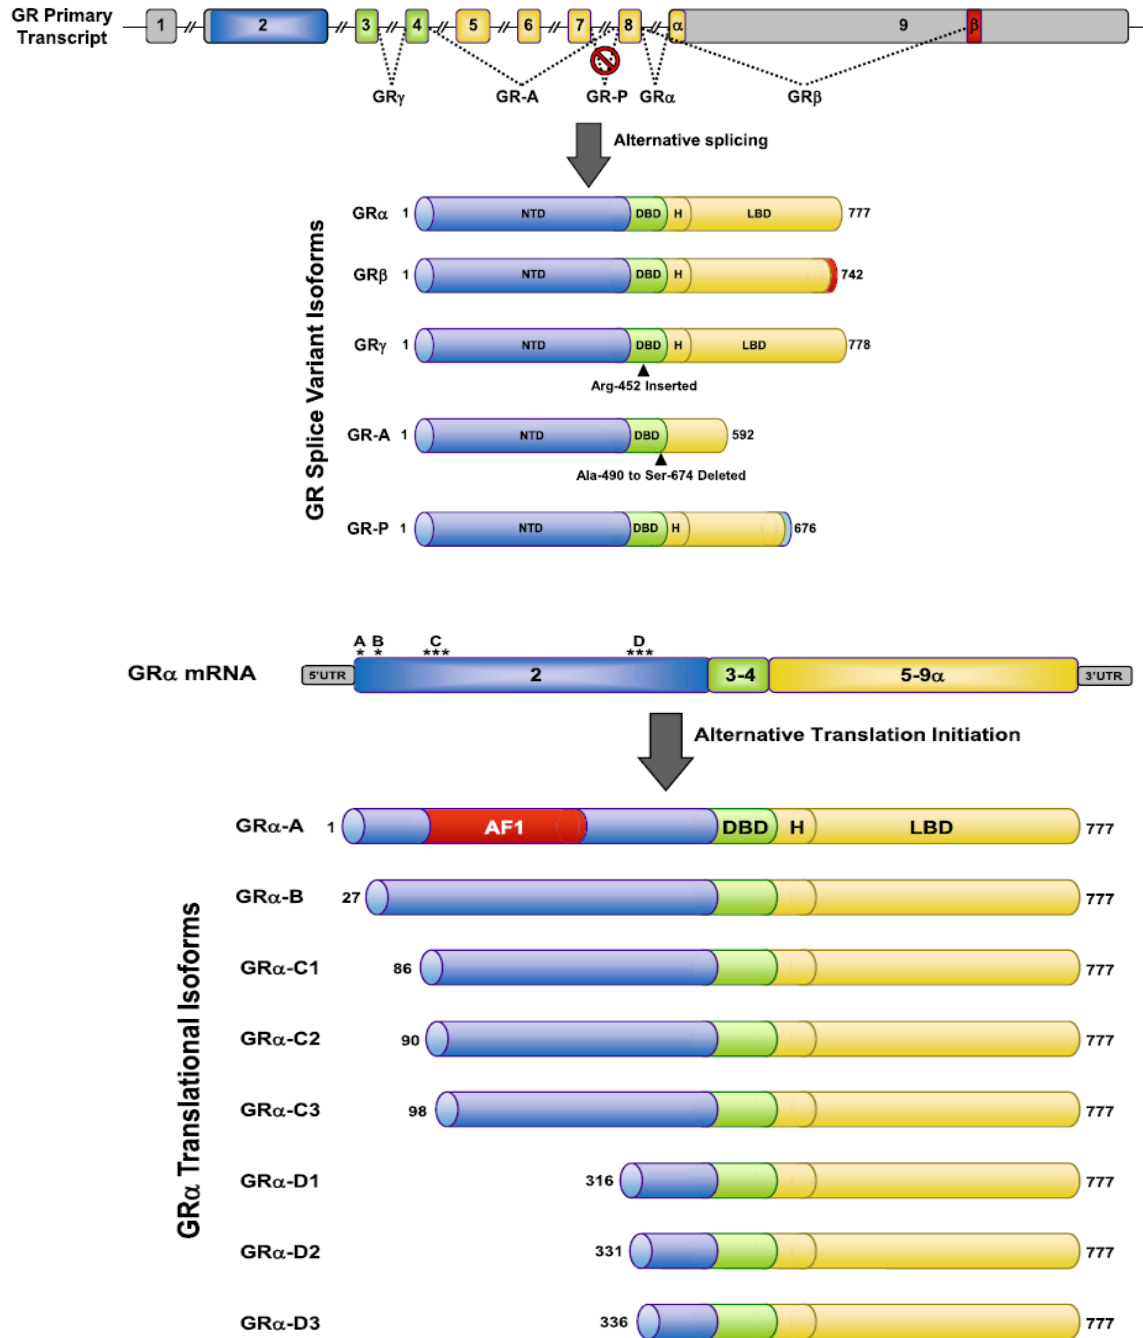 GR Primary
Transcript
1 2 3 4 5 6 7 8 α 9 β
GRγ GR-A GR-P GRα GRβ
Alternative splicing
GR Splice Variant Isoforms
GRα 1 NTD DBD H LBD 777
GRβ 1 NTD DBD H 742
GRγ 1 NTD DBD H LBD 778
Arg-452 Inserted
GR-A 1 NTD DBD 592
Ala-490 to Ser-674 Deleted
GR-P 1 NTD DBD H 676
A B C D
* * *** ***
GRα mRNA 5'UTR 2 3-4 5-9α 3'UTR
Alternative Translation Initiation
GRα Translational Isoforms
GRα-A 1 AF1 DBD H LBD 777
GRα-B 27 777
GRα-C1 86 777
GRα-C2 90 777
GRα-C3 98 777
GRα-D1 316 777
GRα-D2 331 777
GRα-D3 336 777